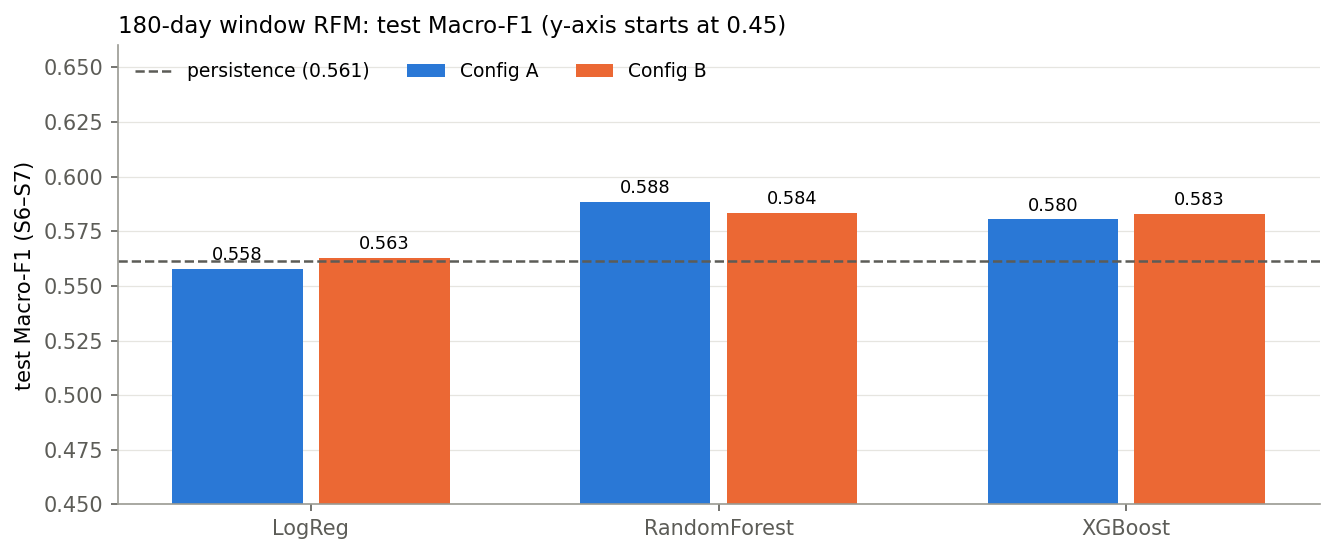 180-day window RFM: test Macro-F1 (y-axis starts at 0.45)
persistence (0.561) Config A Config B
test Macro-F1 (S6–S7)
0.650
0.625
0.600
0.575
0.550
0.525
0.500
0.475
0.450
0.558 0.563 0.588 0.584 0.580 0.583
LogReg RandomForest XGBoost